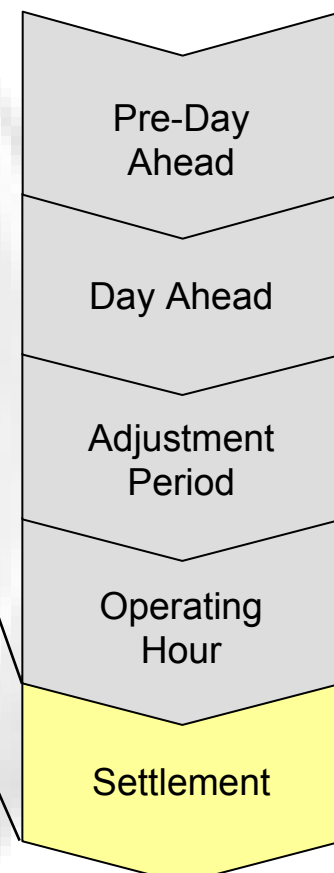 Pre-Day
Ahead
Day Ahead
Adjustment
Period
Operating
Hour
Settlement